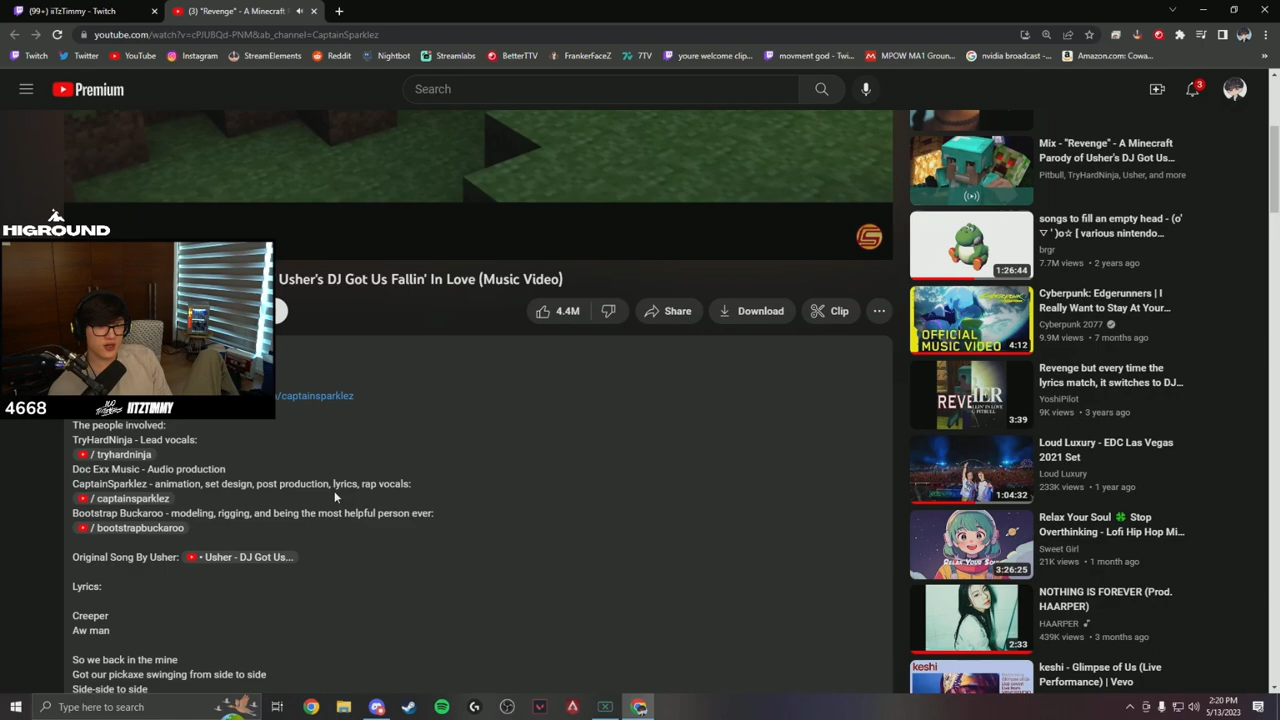 (99+) iiTzTimmy - Twitch
(3) "Revenge" - A Minecraft
youtube.com/watch?v=cPJUBQd-PNM&ab_channel=CaptainSparklez
Twitch
Twitter
YouTube
Instagram
StreamElements
Reddit
Nightbot
Streamlabs
BetterTTV
FrankerFaceZ
7TV
youre welcome clip...
movment god - Twi...
MPOW MA1 Groun...
nvidia broadcast -...
Amazon.com: Cowa...
Premium
Search
3
Usher's DJ Got Us Fallin' In Love (Music Video)
Share
Download
Clip
HIGROUND
4668
IITZTIMMY
/captainsparklez
The people involved:
TryHardNinja - Lead vocals:
/ tryhardninja
Doc Exx Music - Audio production
CaptainSparklez - animation, set design, post production, lyrics, rap vocals:
/ captainsparklez
Bootstrap Buckaroo - modeling, rigging, and being the most helpful person ever:
/ bootstrapbuckaroo
Original Song By Usher: • Usher - DJ Got Us...
Lyrics:
Creeper
Aw man
So we back in the mine
Got our pickaxe swinging from side to side
Side-side to side
Mix - "Revenge" - A Minecraft
Parody of Usher's DJ Got Us...
Pitbull, TryHardNinja, Usher, and more
songs to fill an empty head - (o'
▽ ')o☆ [ various nintendo...
brgr
7.7M views • 2 years ago
1:26:44
Cyberpunk: Edgerunners | I
Really Want to Stay At Your...
Cyberpunk 2077
9.9M views • 7 months ago
OFFICIAL
MUSIC VIDEO
4:12
Revenge but every time the
lyrics match, it switches to DJ...
YoshiPilot
9K views • 3 years ago
3:39
Loud Luxury - EDC Las Vegas
2021 Set
Loud Luxury
233K views • 1 year ago
1:04:32
Relax Your Soul 🍀 Stop
Overthinking - Lofi Hip Hop Mi...
Sweet Girl
21K views • 1 month ago
3:26:25
NOTHING IS FOREVER (Prod.
HAARPER)
HAARPER
439K views • 3 months ago
2:33
keshi - Glimpse of Us (Live
Performance) | Vevo
keshi
Type here to search
2:20 PM
5/13/2023